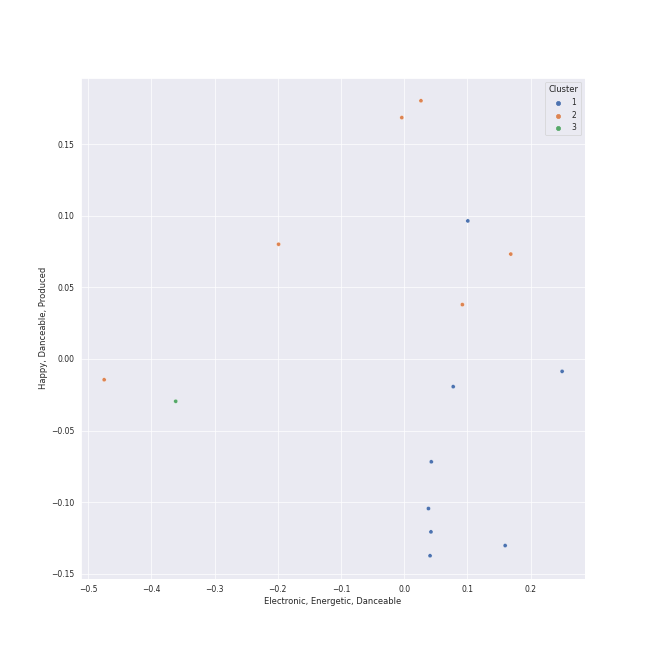 Cluster
1
2
3
0.15
0.10
0.05
0.00
−0.05
−0.10
−0.15
Happy, Danceable, Produced
−0.5 −0.4 −0.3 −0.2 −0.1 0.0 0.1 0.2
Electronic, Energetic, Danceable